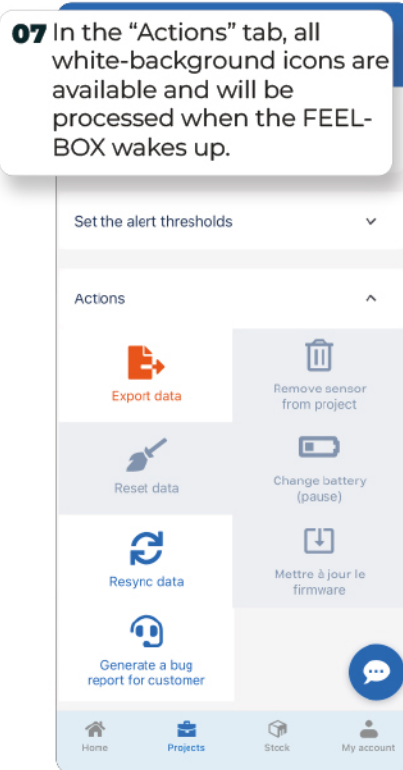 07 In the “Actions” tab, all
white-background icons are
available and will be
processed when the FEEL-
BOX wakes up.
Set the alert thresholds
Actions
Export data
Remove sensor
from project
Reset data
Change battery
(pause)
Resync data
Mettre à jour le
firmware
Generate a bug
report for customer
Home
Projects
Stock
My account